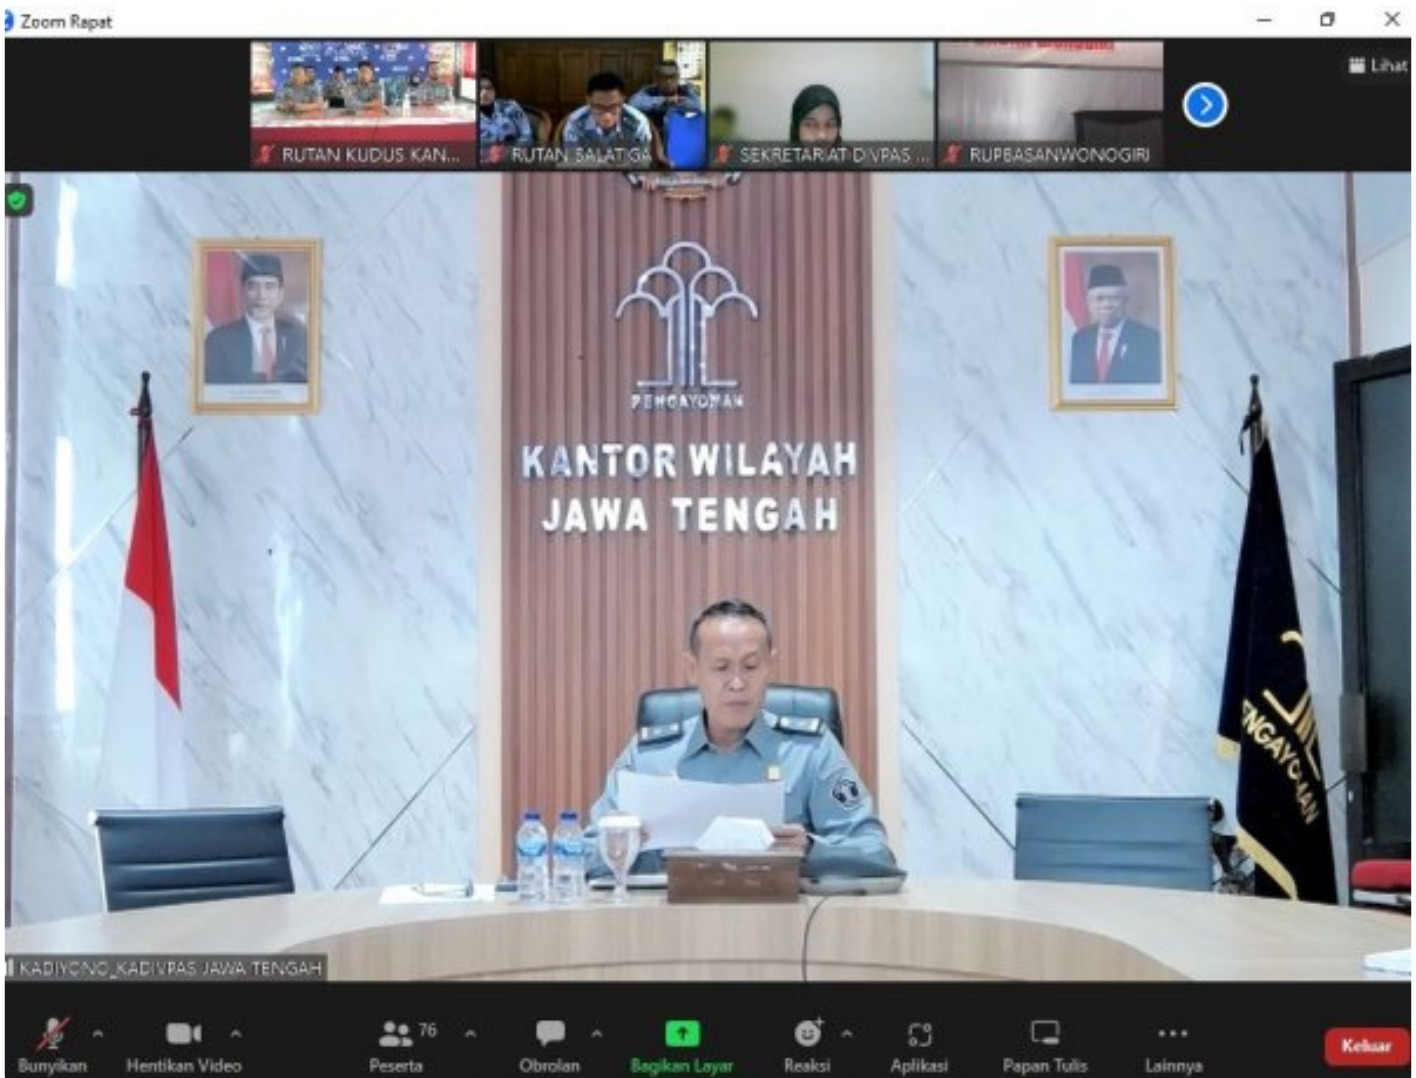 Zoom Rapat
Lihat
RUTAN KUDUS KAN...
RUTAN SALATIGA
SEKRETARIAT DIVPAS ...
RUPBASANWONOGIRI
PENGAYOMAN
KANTOR WILAYAH
JAWA TENGAH
PENGAYOMAN
KADIYONO_KADIVPAS JAWA TENGAH
76
Bunyikan
Hentikan Video
Peserta
Obrolan
Bagikan Layar
Reaksi
Aplikasi
Papan Tulis
Lainnya
Keluar